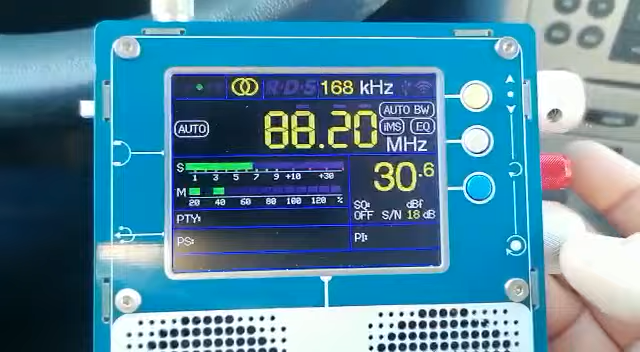 R·D·S 168 kHz
AUTO BW
AUTO 88.20 iMS EQ
MHz
S
1 3 5 7 9 +10 +30
30.6
M
20 40 60 80 100 120 %
SQ: dBf
OFF S/N 18 dB
PTY:
PS: PI: